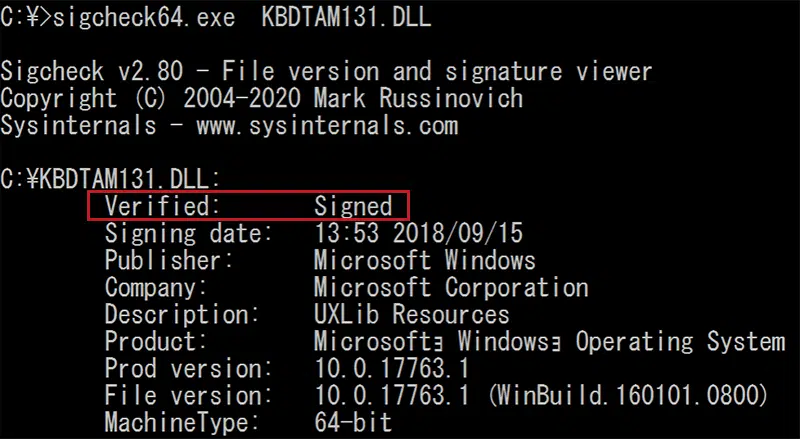 C:¥>sigcheck64.exe  KBDTAM131.DLL
Sigcheck v2.80 - File version and signature viewer
Copyright (C) 2004-2020 Mark Russinovich
Sysinternals - www.sysinternals.com
C:¥KBDTAM131.DLL:
Verified:       Signed
Signing date:   13:53 2018/09/15
Publisher:      Microsoft Windows
Company:        Microsoft Corporation
Description:    UXLib Resources
Product:        Microsoftョ Windowsョ Operating System
Prod version:   10.0.17763.1
File version:   10.0.17763.1 (WinBuild.160101.0800)
MachineType:    64-bit